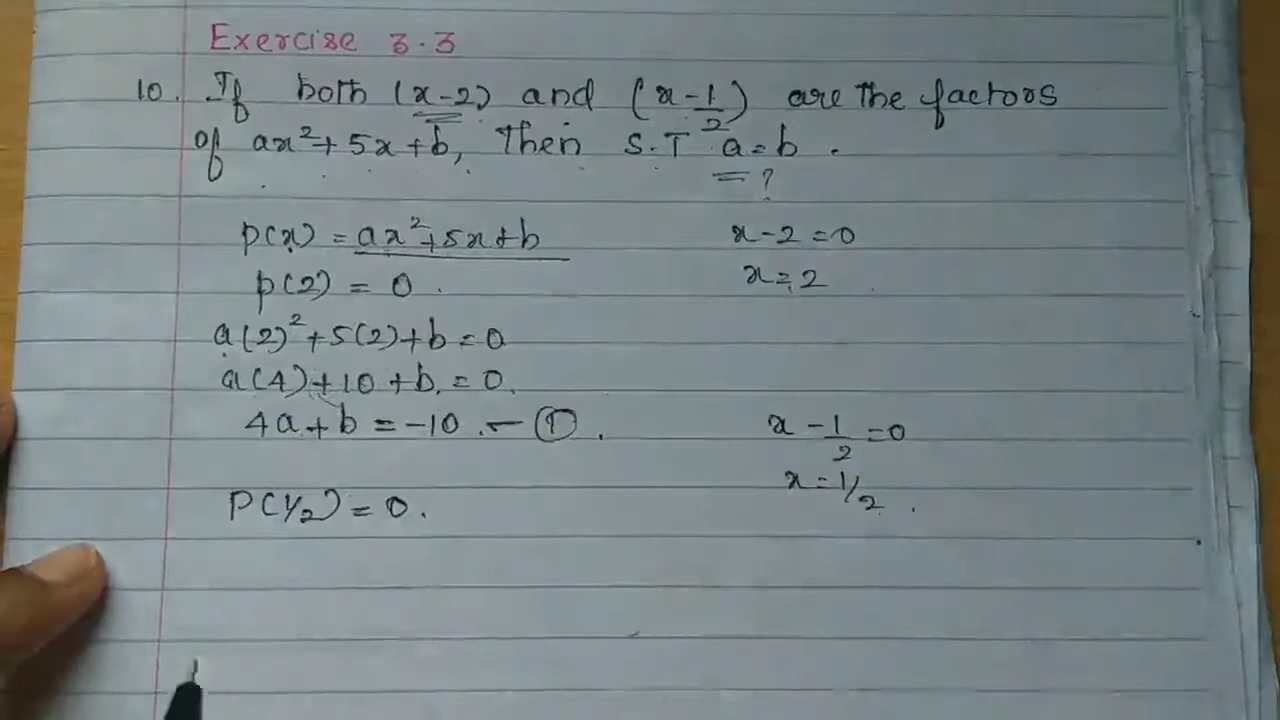 Exercise 3.3
10. If both (x-2) and (x-1/2) are the factors
of ax²+5x+b, Then S.T a=b.
= ?
p(x) = ax²+5x+b
x-2=0
p(2) = 0.
x=2
a(2)²+5(2)+b=0
a(4)+10+b=0.
4a+b=-10.-①.
x-1/2=0
x=1/2.
P(1/2)=0.